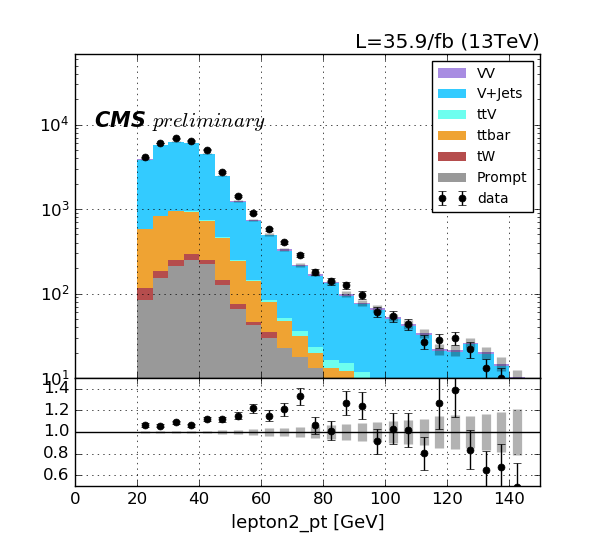 L=35.9/fb (13TeV)
CMS preliminary
VV
V+Jets
ttV
ttbar
tW
Prompt
data
10^4
10^3
10^2
10^1
1.4
1.2
1.0
0.8
0.6
0 20 40 60 80 100 120 140
lepton2_pt [GeV]